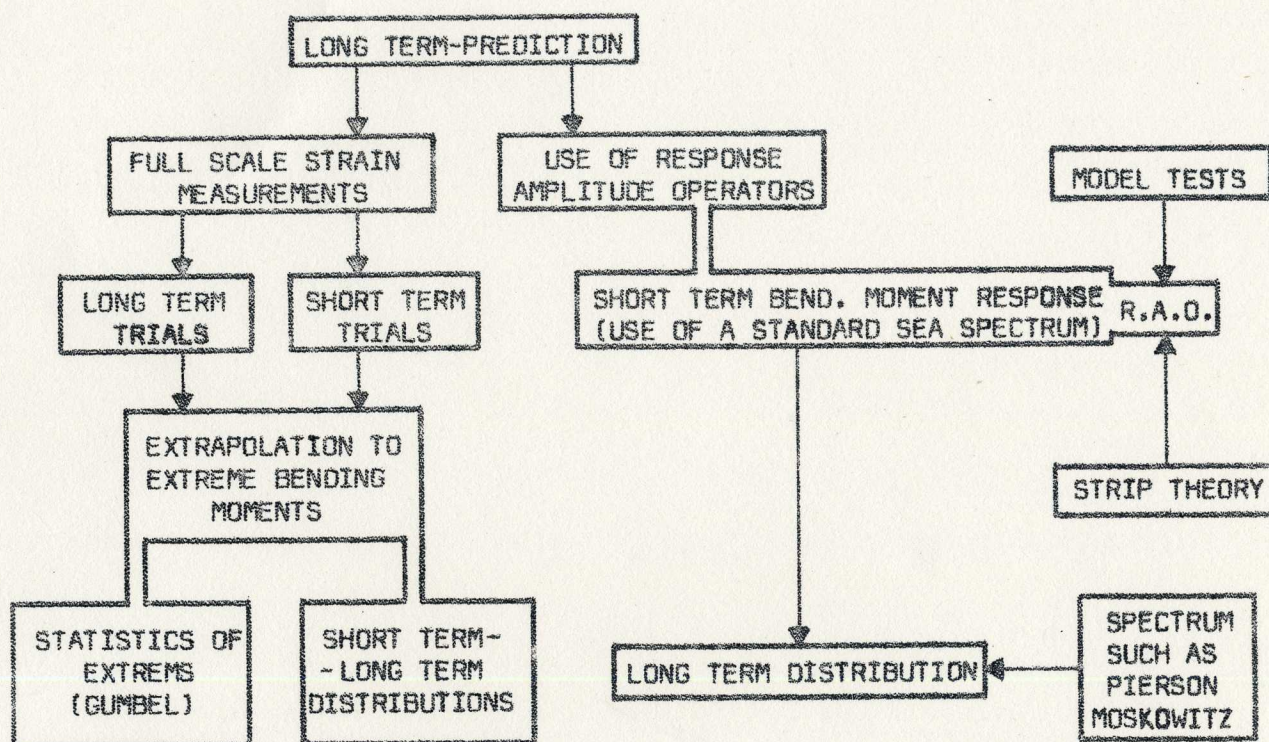 LONG TERM-PREDICTION
FULL SCALE STRAIN
MEASUREMENTS
USE OF RESPONSE
AMPLITUDE OPERATORS
MODEL TESTS
LONG TERM
TRIALS
SHORT TERM
TRIALS
SHORT TERM BEND. MOMENT RESPONSE
(USE OF A STANDARD SEA SPECTRUM)
R.A.O.
EXTRAPOLATION TO
EXTREME BENDING
MOMENTS
STRIP THEORY
STATISTICS OF
EXTREMS
(GUMBEL)
SHORT TERM-
-LONG TERM
DISTRIBUTIONS
LONG TERM DISTRIBUTION
SPECTRUM
SUCH AS
PIERSON
MOSKOWITZ